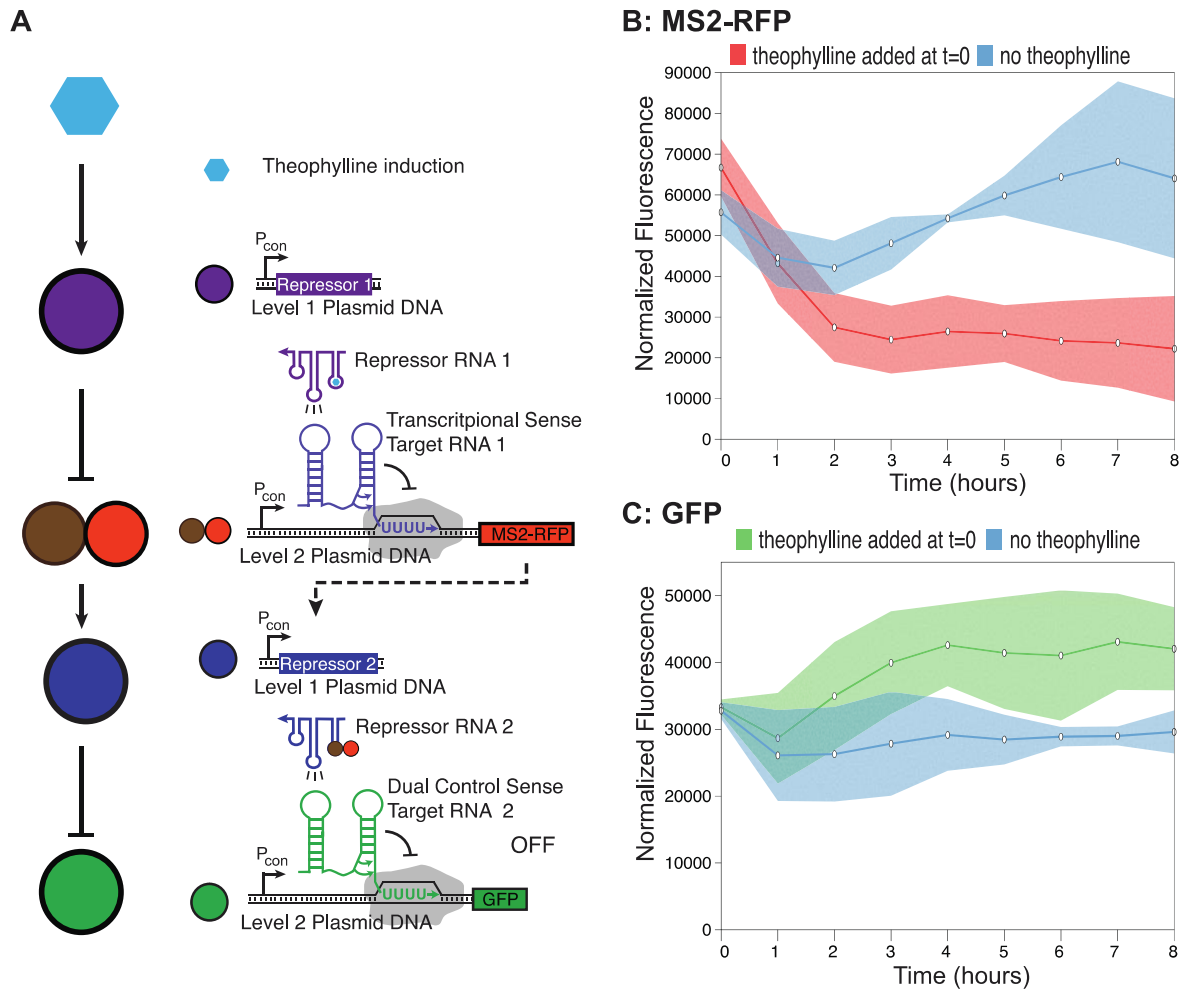 A
Theophylline induction
Pcon
Repressor 1
Level 1 Plasmid DNA
Repressor RNA 1
Transcritpional Sense
Target RNA 1
Pcon
UUUU
MS2-RFP
Level 2 Plasmid DNA
Pcon
Repressor 2
Level 1 Plasmid DNA
Repressor RNA 2
Dual Control Sense
Target RNA 2
OFF
Pcon
UUUU
GFP
Level 2 Plasmid DNA
B: MS2-RFP
theophylline added at t=0 no theophylline
Normalized Fluorescence
90000
80000
70000
60000
50000
40000
30000
20000
10000
0
0 1 2 3 4 5 6 7 8
Time (hours)
C: GFP
theophylline added at t=0 no theophylline
Normalized Fluorescence
50000
40000
30000
20000
10000
0
0 1 2 3 4 5 6 7 8
Time (hours)